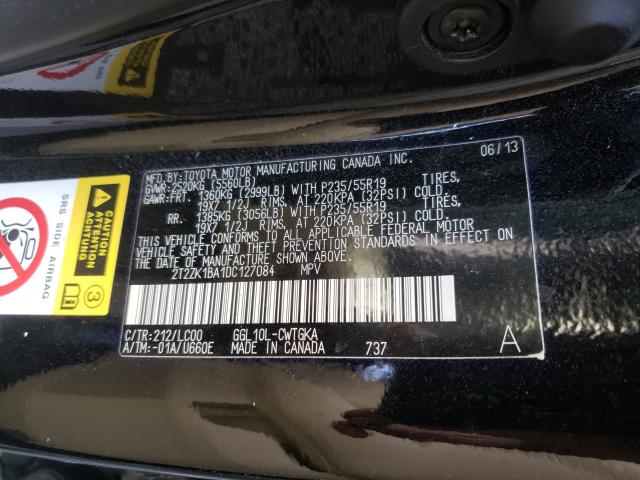 MFD.BY:TOYOTA MOTOR MANUFACTURING CANADA INC. 06/13
GVWR:2520KG (5560LB)
GAWR:FRT. 1360KG (2999LB) WITH P235/55R19 TIRES,
19X7 1/2J RIMS, AT 220KPA (32PSI) COLD.
RR. 1385KG (3056LB) WITH P235/55R19 TIRES,
19X7 1/2J RIMS, AT 220KPA (32PSI) COLD.
THIS VEHICLE CONFORMS TO ALL APPLICABLE FEDERAL MOTOR
VEHICLE SAFETY AND THEFT PREVENTION STANDARDS IN EFFECT ON
THE DATE OF MANUFACTURE SHOWN ABOVE.
2T2ZK1BA1DC127084 MPV
C/TR:212/LC00 GGL10L-CWTGKA
A/TM:-01A/U660E MADE IN CANADA 737 A
SRS SIDE AIRBAG
CAUTION
ATTENTION
ACHTUNG
3